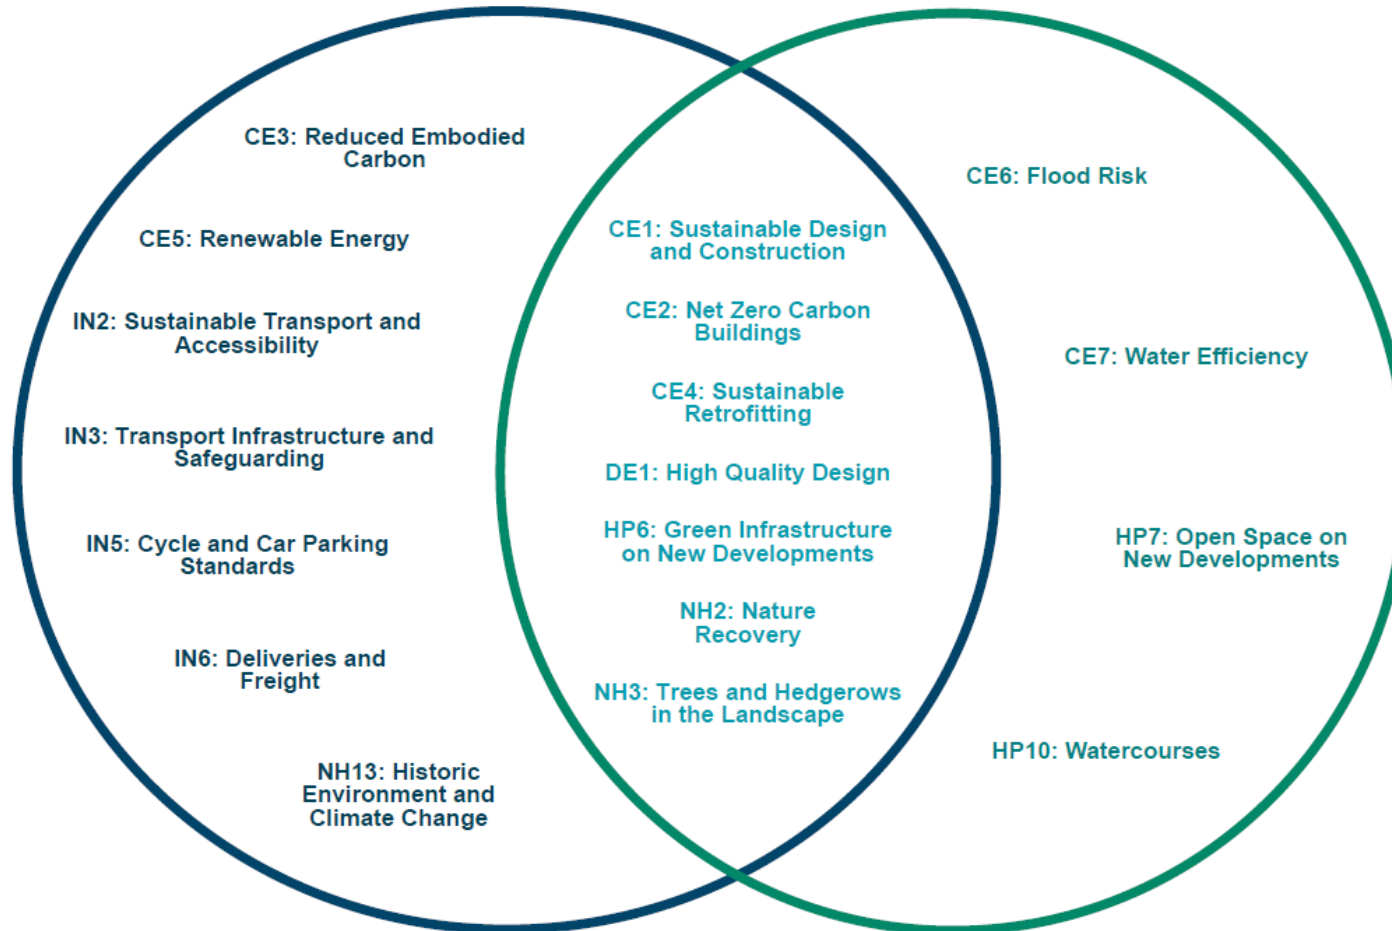 CE3: Reduced Embodied
Carbon
CE5: Renewable Energy
IN2: Sustainable Transport and
Accessibility
IN3: Transport Infrastructure and
Safeguarding
IN5: Cycle and Car Parking
Standards
IN6: Deliveries and
Freight
NH13: Historic
Environment and
Climate Change
CE1: Sustainable Design
and Construction
CE2: Net Zero Carbon
Buildings
CE4: Sustainable
Retrofitting
DE1: High Quality Design
HP6: Green Infrastructure
on New Developments
NH2: Nature
Recovery
NH3: Trees and Hedgerows
in the Landscape
CE6: Flood Risk
CE7: Water Efficiency
HP7: Open Space on
New Developments
HP10: Watercourses